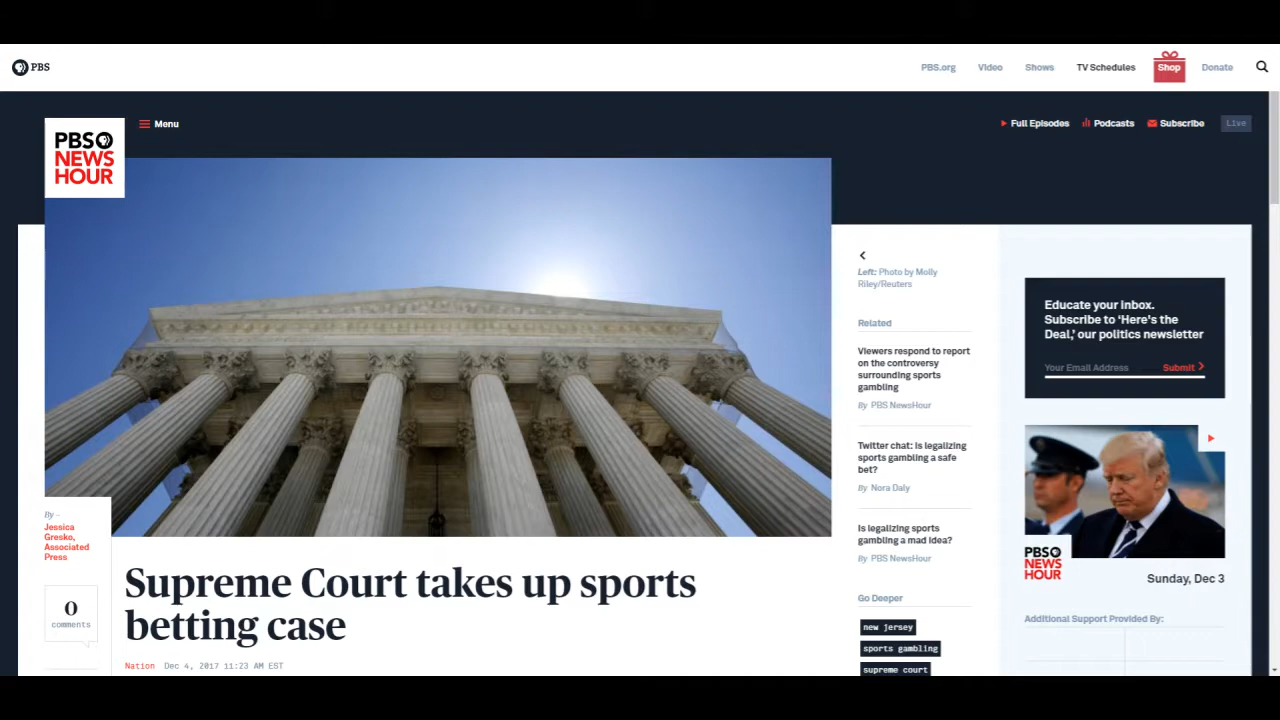 PBS
PBS.org Video Shows TV Schedules Shop Donate
PBS
NEWS
HOUR
Menu
Full Episodes Podcasts Subscribe Live
Left: Photo by Molly
Riley/Reuters
Related
Viewers respond to report
on the controversy
surrounding sports
gambling
By PBS NewsHour
Twitter chat: Is legalizing
sports gambling a safe
bet?
By Nora Daly
Is legalizing sports
gambling a mad idea?
By PBS NewsHour
Go Deeper
new jersey
sports gambling
supreme court
Educate your inbox.
Subscribe to ‘Here’s the
Deal,’ our politics newsletter
Your Email Address Submit
PBS
NEWS
HOUR
Sunday, Dec 3
Additional Support Provided By:
By –
Jessica
Gresko,
Associated
Press
0
comments
Supreme Court takes up sports
betting case
Nation Dec 4, 2017 11:23 AM EST